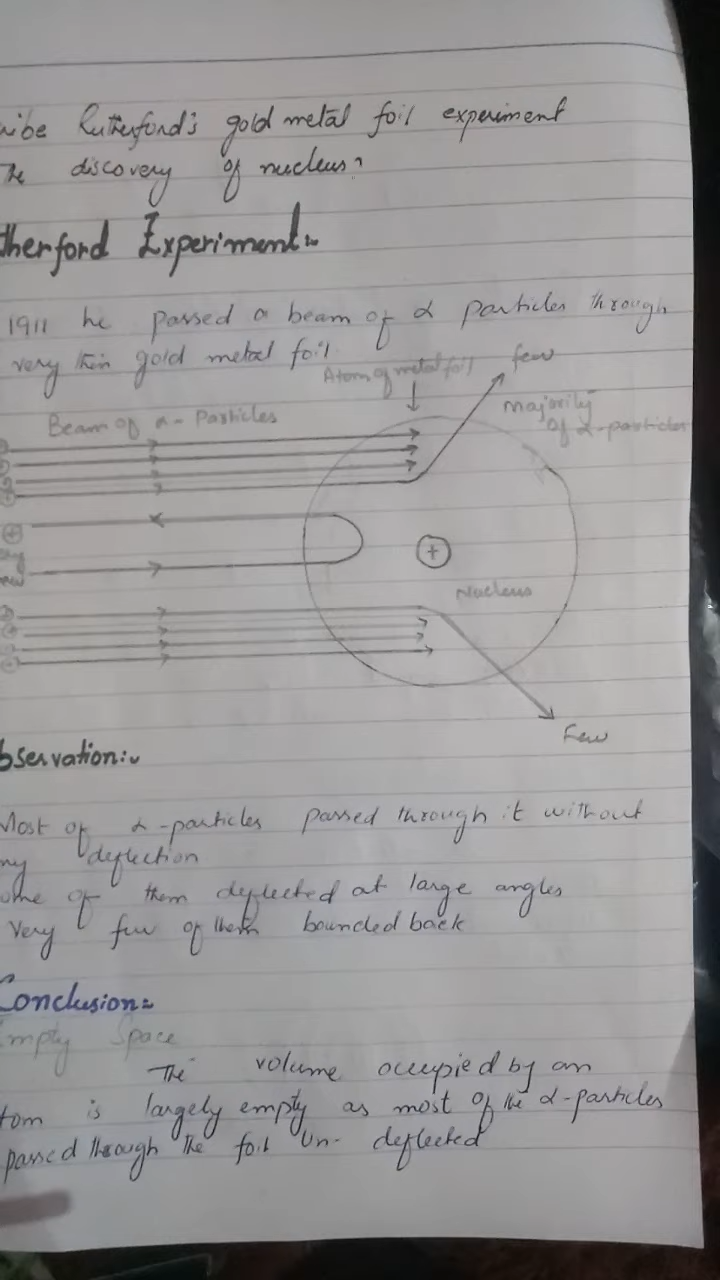 ribe Rutherford's gold metal foil experiment
The discovery of nucleus?
therford Experiment:-
1911 he passed a beam of α particles through
very thin gold metal foil.
Atom of metal foil
few
Beam of α- Particles
Majority
of α-particles
+
Nucleus
Few
bservation:-
Most of α-particles passed through it without
ny deflection
ome of them deflected at large angles
Very few of them bounded back
Conclusion:-
Empty Space
The volume occupied by an
tom is largely empty as most of the α-particles
passed through the foil Un- deflected